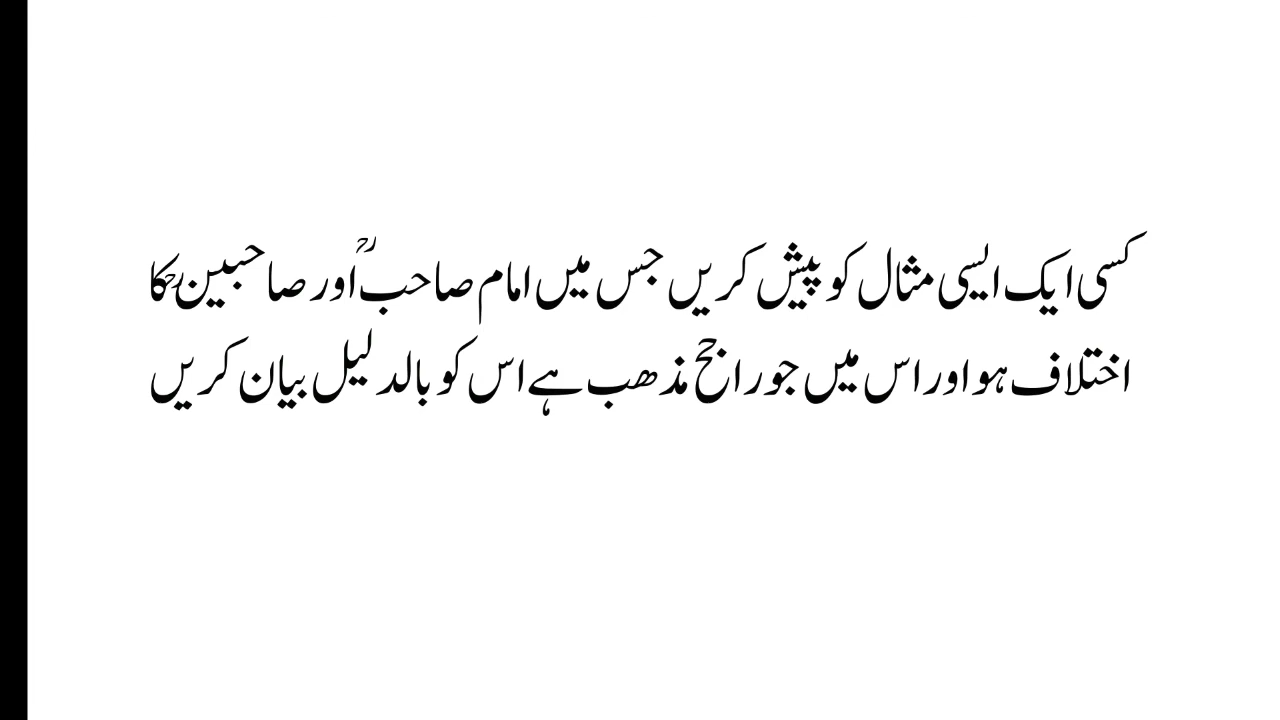 کسی ایک ایسی مثال کو پیش کریں جس میں امام صاحبؒ اور صاحبینؒ کا
اختلاف ہو اور اس میں جو راجح مذھب ہے اس کو بالدلیل بیان کریں